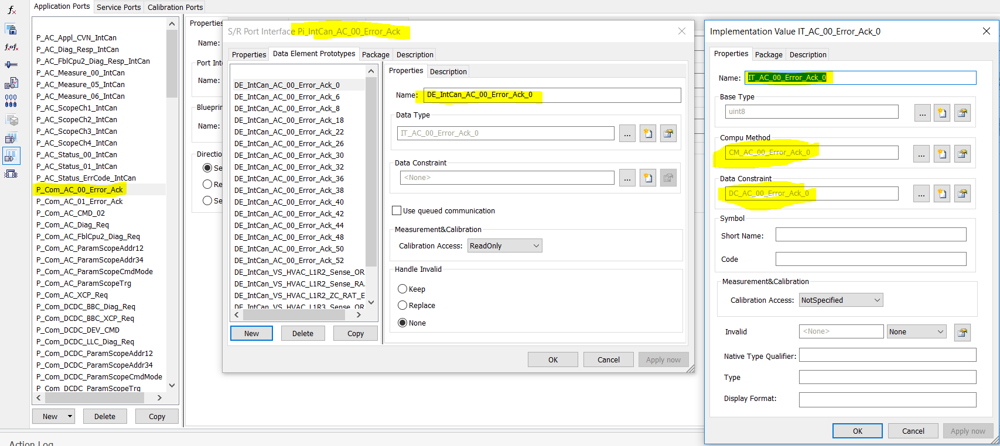 Application Ports
Service Ports
Calibration Ports
P_AC_Appl_CVN_IntCan
P_AC_Diag_Resp_IntCan
P_AC_FblCpu2_Diag_Resp_IntCan
P_AC_Measure_00_IntCan
P_AC_Measure_05_IntCan
P_AC_Measure_06_IntCan
P_AC_ScopeCh1_IntCan
P_AC_ScopeCh2_IntCan
P_AC_ScopeCh3_IntCan
P_AC_ScopeCh4_IntCan
P_AC_Status_00_IntCan
P_AC_Status_01_IntCan
P_AC_Status_ErrCode_IntCan
P_Com_AC_00_Error_Ack
P_Com_AC_01_Error_Ack
P_Com_AC_CMD_02
P_Com_AC_Diag_Req
P_Com_AC_FblCpu2_Diag_Req
P_Com_AC_ParamScopeAddr12
P_Com_AC_ParamScopeAddr34
P_Com_AC_ParamScopeCmdMode
P_Com_AC_ParamScopeTrg
P_Com_AC_XCP_Req
P_Com_DCDC_BBC_Diag_Req
P_Com_DCDC_BBC_XCP_Req
P_Com_DCDC_DEV_CMD
P_Com_DCDC_LLC_Diag_Req
P_Com_DCDC_ParamScopeAddr12
P_Com_DCDC_ParamScopeAddr34
P_Com_DCDC_ParamScopeCmdMode
P_Com_DCDC_ParamScopeTrg
New
Delete
Copy
Action Log
Properties
Name:
Port Int
Name:
Blueprin
Name:
Direction
Se
Re
Se
S/R Port Interface Pi_IntCan_AC_00_Error_Ack
Properties
Data Element Prototypes
Package
Description
DE_IntCan_AC_00_Error_Ack_0
DE_IntCan_AC_00_Error_Ack_6
DE_IntCan_AC_00_Error_Ack_8
DE_IntCan_AC_00_Error_Ack_18
DE_IntCan_AC_00_Error_Ack_22
DE_IntCan_AC_00_Error_Ack_26
DE_IntCan_AC_00_Error_Ack_30
DE_IntCan_AC_00_Error_Ack_32
DE_IntCan_AC_00_Error_Ack_36
DE_IntCan_AC_00_Error_Ack_38
DE_IntCan_AC_00_Error_Ack_40
DE_IntCan_AC_00_Error_Ack_42
DE_IntCan_AC_00_Error_Ack_44
DE_IntCan_AC_00_Error_Ack_48
DE_IntCan_AC_00_Error_Ack_50
DE_IntCan_AC_00_Error_Ack_52
DE_IntCan_VS_HVAC_L1R2_Sense_OR
DE_IntCan_VS_HVAC_L1R2_Sense_RA
DE_IntCan_VS_HVAC_L1R2_ZC_RAT_E
DE_IntCan_VS_HVAC_L1R3_Sense_OR
New
Delete
Copy
Properties
Description
Name: DE_IntCan_AC_00_Error_Ack_0
Data Type
IT_AC_00_Error_Ack_0
...
Data Constraint
<None>
...
Use queued communication
Measurement&Calibration
Calibration Access: ReadOnly
Handle Invalid
Keep
Replace
None
OK
Cancel
Apply now
Implementation Value IT_AC_00_Error_Ack_0
Properties
Package
Description
Name: IT_AC_00_Error_Ack_0
Base Type
uint8
...
Compu Method
CM_AC_00_Error_Ack_0
...
Data Constraint
DC_AC_00_Error_Ack_0
...
Symbol
Short Name:
Code
Measurement&Calibration
Calibration Access: NotSpecified
Invalid <None> None
Native Type Qualifier:
Type
Display Format:
OK
Cancel
Apply now